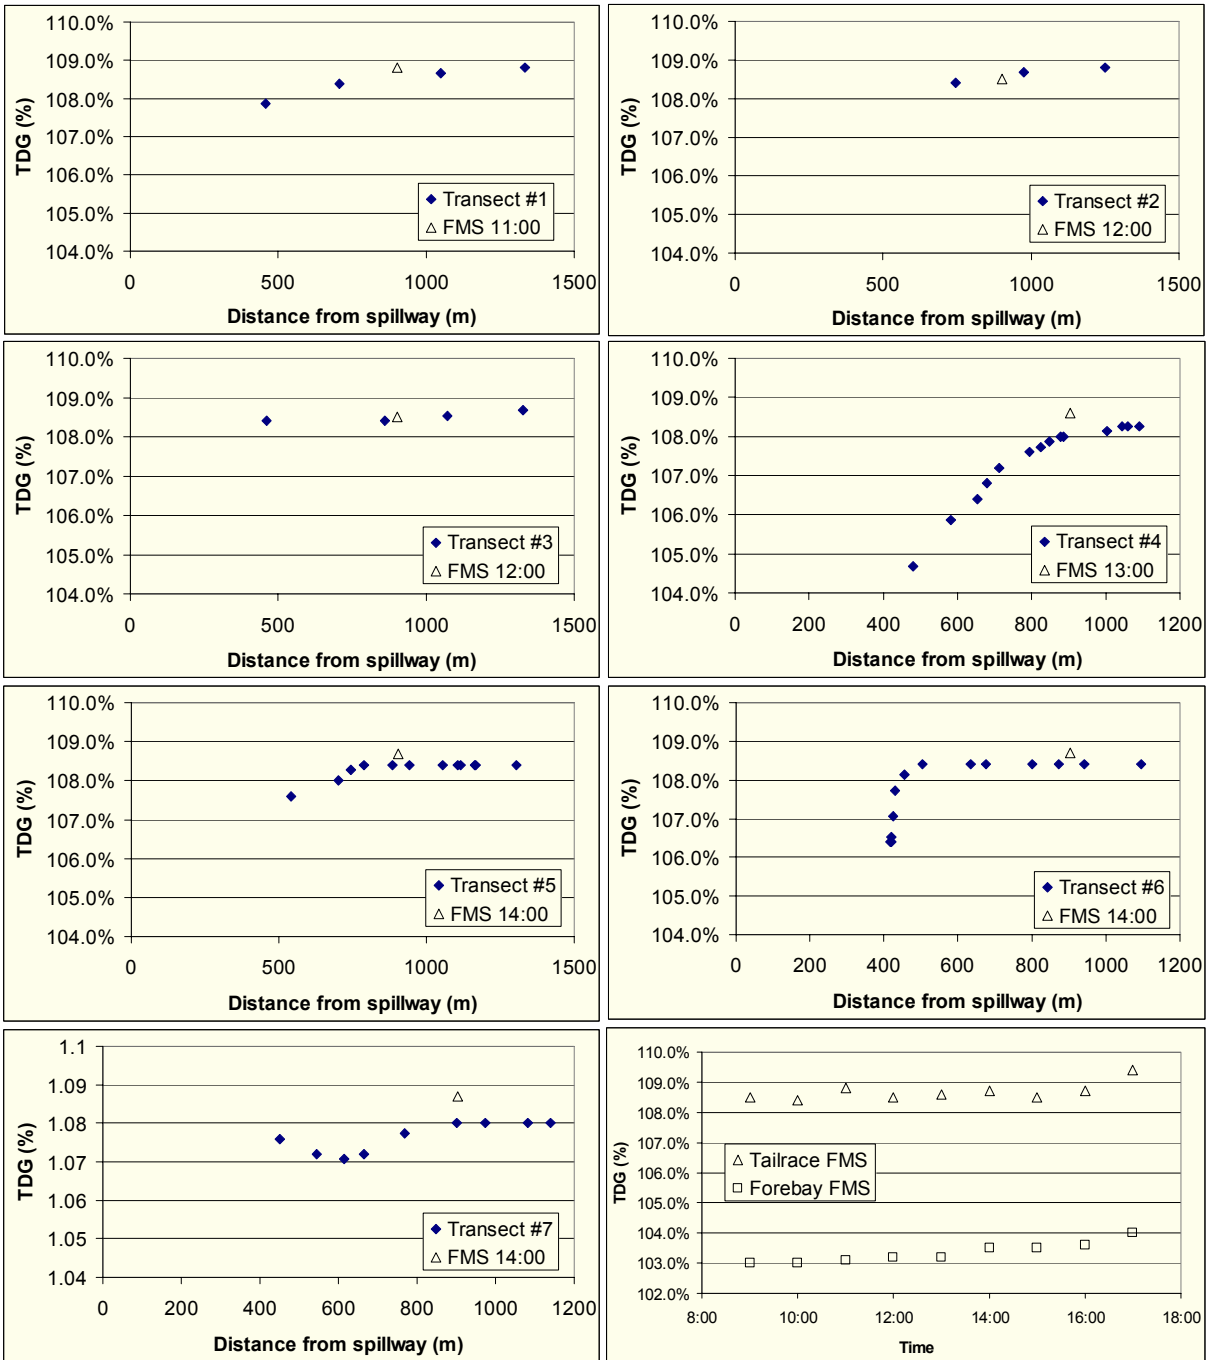 110.0%
109.0%
108.0%
107.0%
106.0%
105.0%
104.0%
TDG (%)
Transect #1
FMS 11:00
0 500 1000 1500
Distance from spillway (m)
110.0%
109.0%
108.0%
107.0%
106.0%
105.0%
104.0%
TDG (%)
Transect #2
FMS 12:00
0 500 1000 1500
Distance from spillway (m)
110.0%
109.0%
108.0%
107.0%
106.0%
105.0%
104.0%
TDG (%)
Transect #3
FMS 12:00
0 500 1000 1500
Distance from spillway (m)
110.0%
109.0%
108.0%
107.0%
106.0%
105.0%
104.0%
TDG (%)
Transect #4
FMS 13:00
0 200 400 600 800 1000 1200
Distance from spillway (m)
110.0%
109.0%
108.0%
107.0%
106.0%
105.0%
104.0%
TDG (%)
Transect #5
FMS 14:00
0 500 1000 1500
Distance from spillway (m)
110.0%
109.0%
108.0%
107.0%
106.0%
105.0%
104.0%
TDG (%)
Transect #6
FMS 14:00
0 200 400 600 800 1000 1200
Distance from spillway (m)
1.1
1.09
1.08
1.07
1.06
1.05
1.04
TDG (%)
Transect #7
FMS 14:00
0 200 400 600 800 1000 1200
Distance from spillway (m)
110.0%
109.0%
108.0%
107.0%
106.0%
105.0%
104.0%
103.0%
102.0%
TDG (%)
Tailrace FMS
Forebay FMS
8:00 10:00 12:00 14:00 16:00 18:00
Time